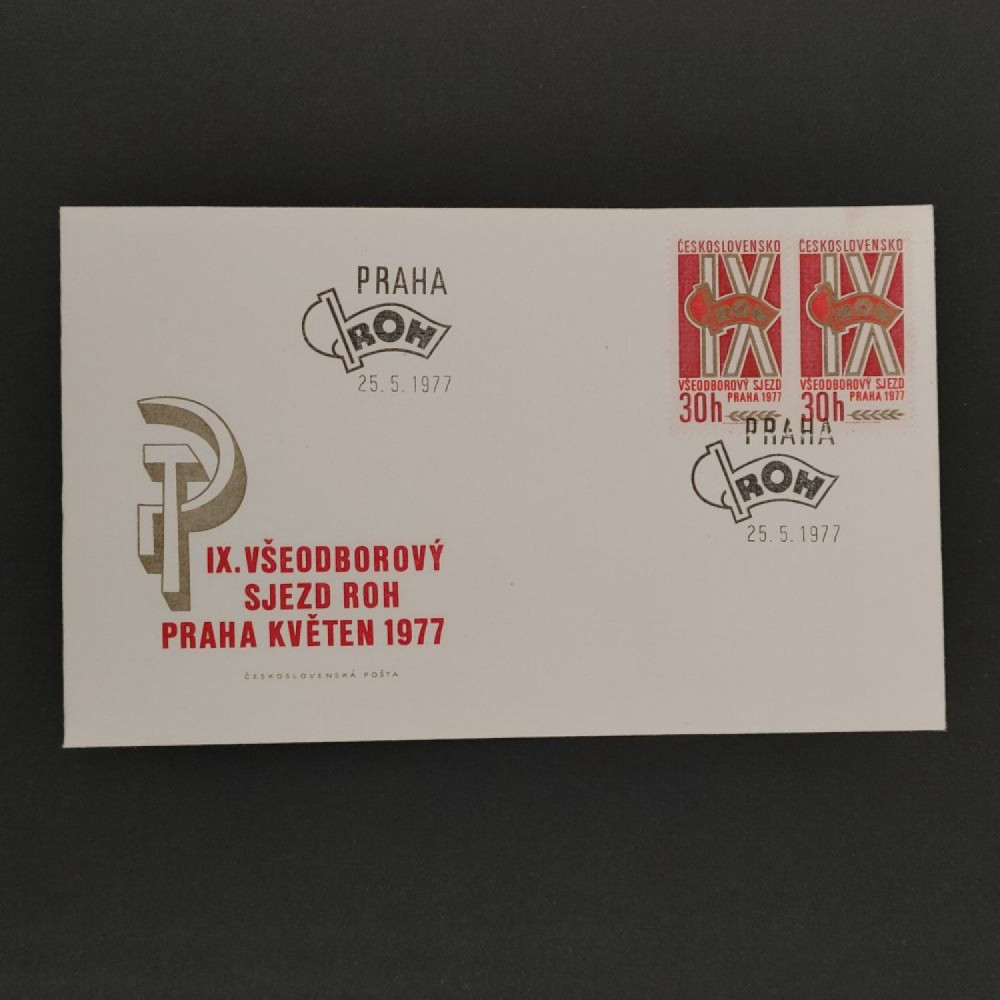 PRAHA
ROH
25.5.1977
ČESKOSLOVENSKO
IX
ROH
VŠEODBOROVÝ SJEZD
PRAHA 1977
30h
ČESKOSLOVENSKO
IX
ROH
VŠEODBOROVÝ SJEZD
PRAHA 1977
30h
PRAHA
ROH
25.5.1977
IX. VŠEODBOROVÝ
SJEZD ROH
PRAHA KVĚTEN 1977
ČESKOSLOVENSKÁ POŠTA